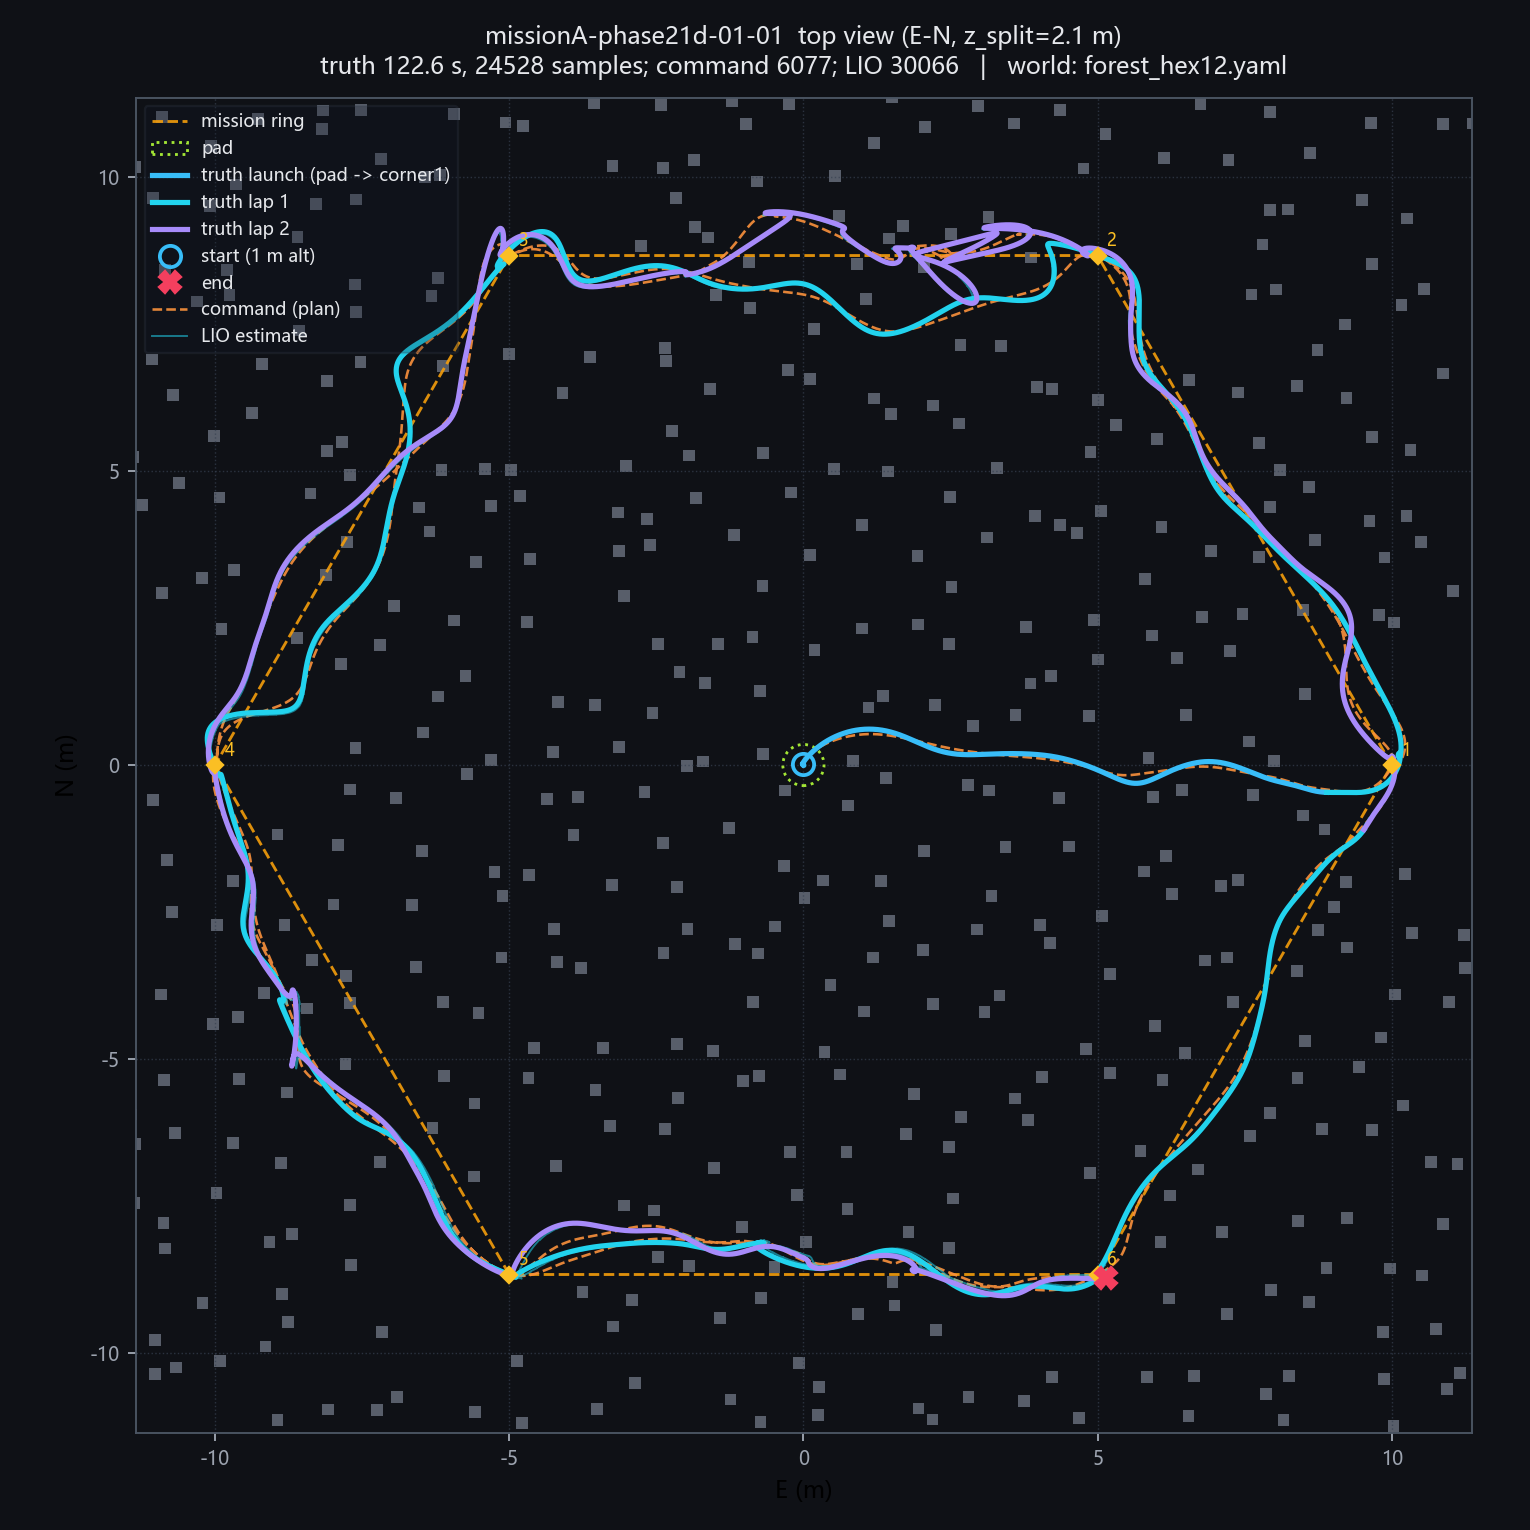 missionA-phase21d-01-01  top view (E-N, z_split=2.1 m)
truth 122.6 s, 24528 samples; command 6077; LIO 30066   |   world: forest_hex12.yaml
mission ring
pad
truth launch (pad -> corner1)
truth lap 1
truth lap 2
start (1 m alt)
end
command (plan)
LIO estimate
3
2
4
1
5
6
10
5
0
-5
-10
N (m)
-10
-5
0
5
10
E (m)